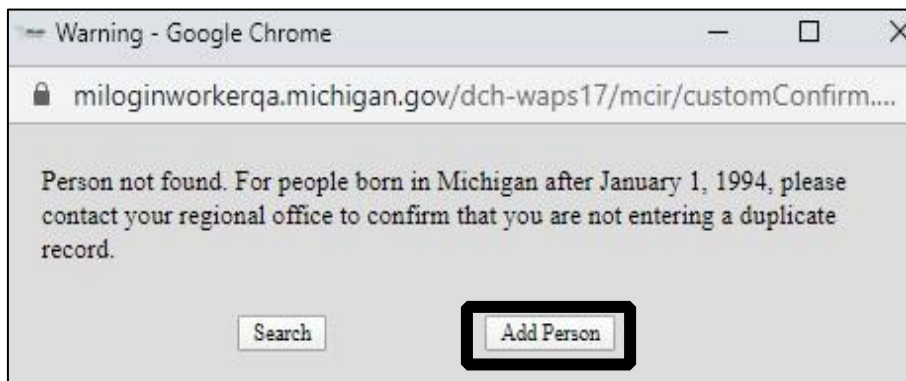 Warning - Google Chrome
miloginworkerqa.michigan.gov/dch-waps17/mcir/customConfirm....
Person not found. For people born in Michigan after January 1, 1994, please
contact your regional office to confirm that you are not entering a duplicate
record.
Search Add Person